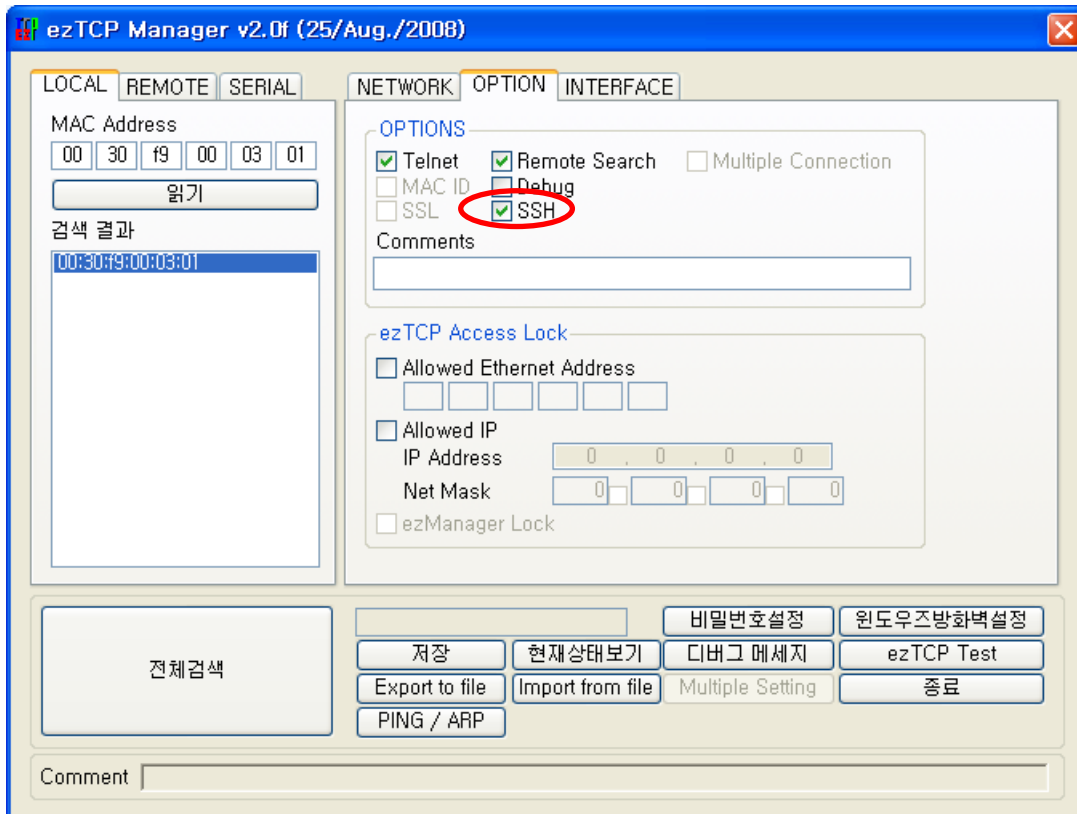 ezTCP Manager v2.0f (25/Aug./2008)
LOCAL REMOTE SERIAL
MAC Address
00 30 f9 00 03 01
읽기
검색 결과
00:30:f9:00:03:01
NETWORK OPTION INTERFACE
OPTIONS
Telnet Remote Search Multiple Connection
MAC ID Debug
SSL SSH
Comments
ezTCP Access Lock
Allowed Ethernet Address
Allowed IP
IP Address 0 . 0 . 0 . 0
Net Mask 0 0 0 0
ezManager Lock
전체검색
비밀번호설정 윈도우즈방화벽설정
저장 현재상태보기 디버그 메세지 ezTCP Test
Export to file Import from file Multiple Setting 종료
PING / ARP
Comment